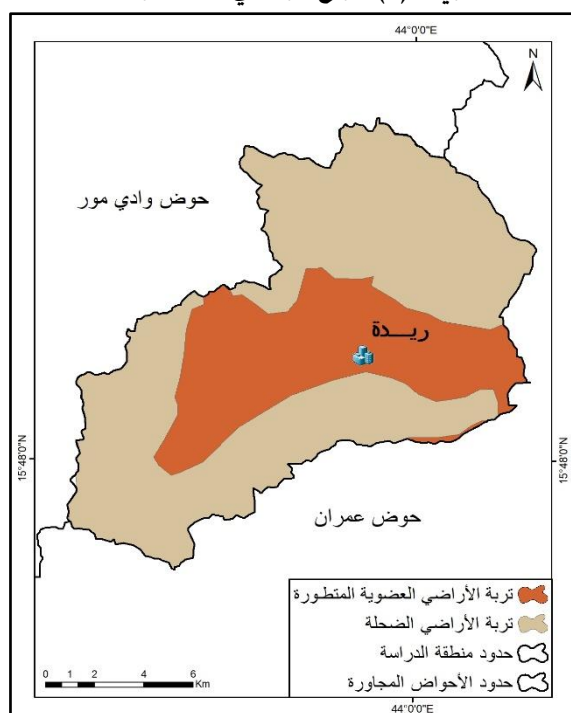 44°0'0"E
N
حوض وادي مور
ريـــدة
15°48'0"N
15°48'0"N
حوض عمران
تربة الأراضي العضوية المتطـورة
تربة الأراضي الضحلة
حدود منطقة الدراسة
حدود الأحواض المجاورة
0 1 2 4 6
Km
44°0'0"E